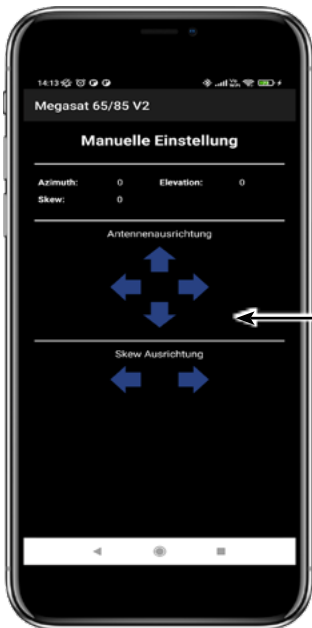 14:13
Megasat 65/85 V2
Manuelle Einstellung
Azimuth: 0 Elevation: 0
Skew: 0
Antennenausrichtung
Skew Ausrichtung